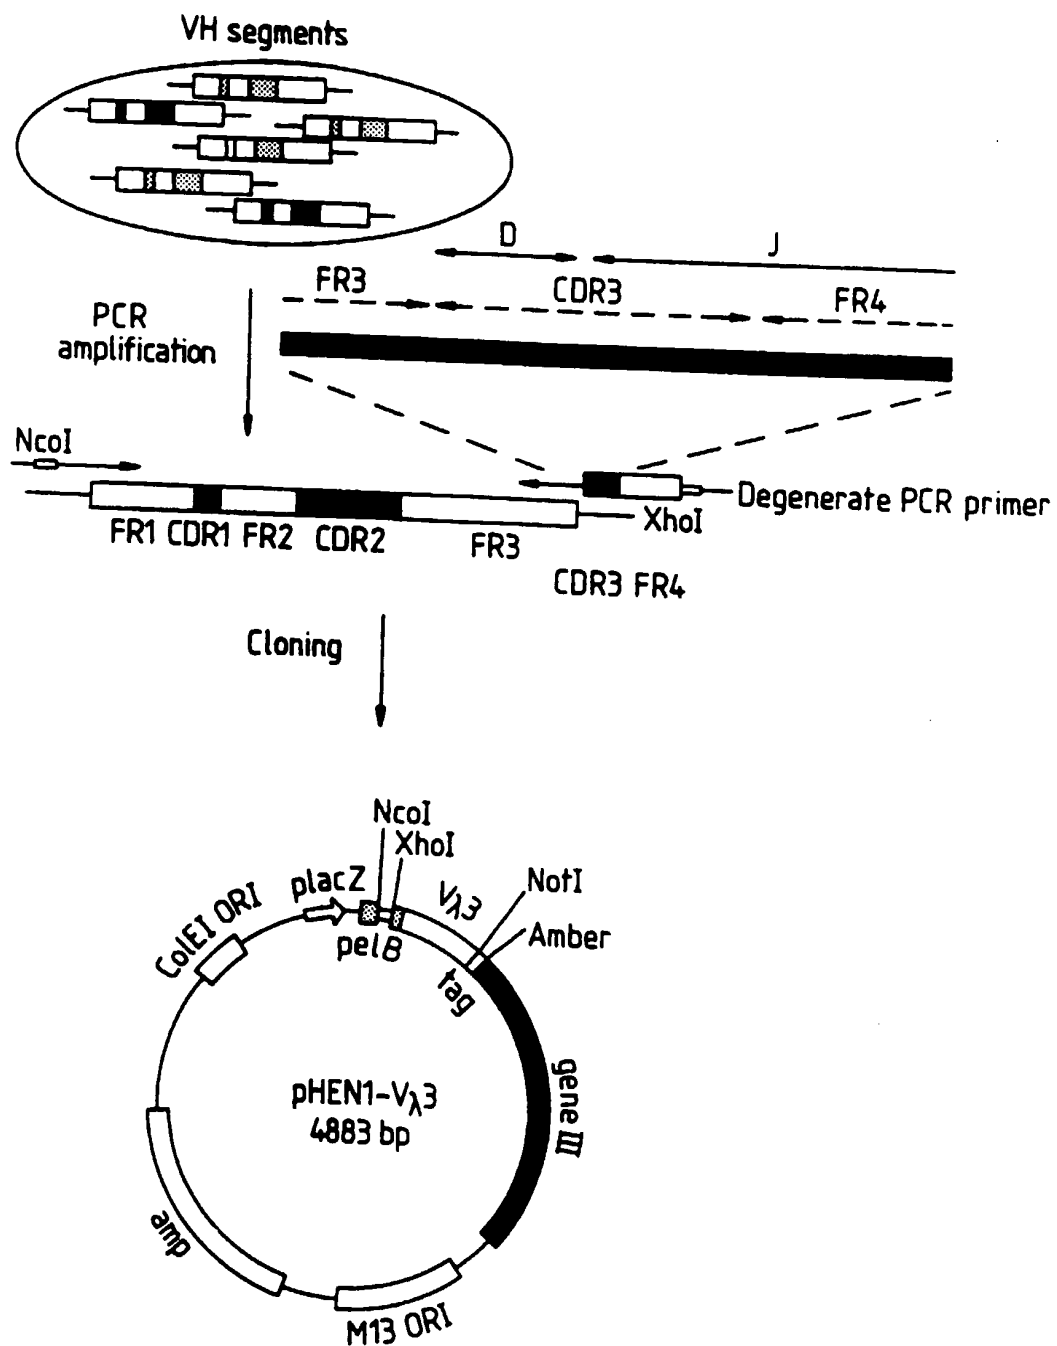 VH segments
D
J
FR3
CDR3
FR4
PCR
amplification
NcoI
Degenerate PCR primer
XhoI
FR1 CDR1 FR2 CDR2
FR3
CDR3 FR4
Cloning
NcoI
XhoI
placZ
Vλ3
NotI
ColEI ORI
pelB
Amber
tag
gene III
pHEN1-Vλ3
4883 bp
amp
M13 ORI